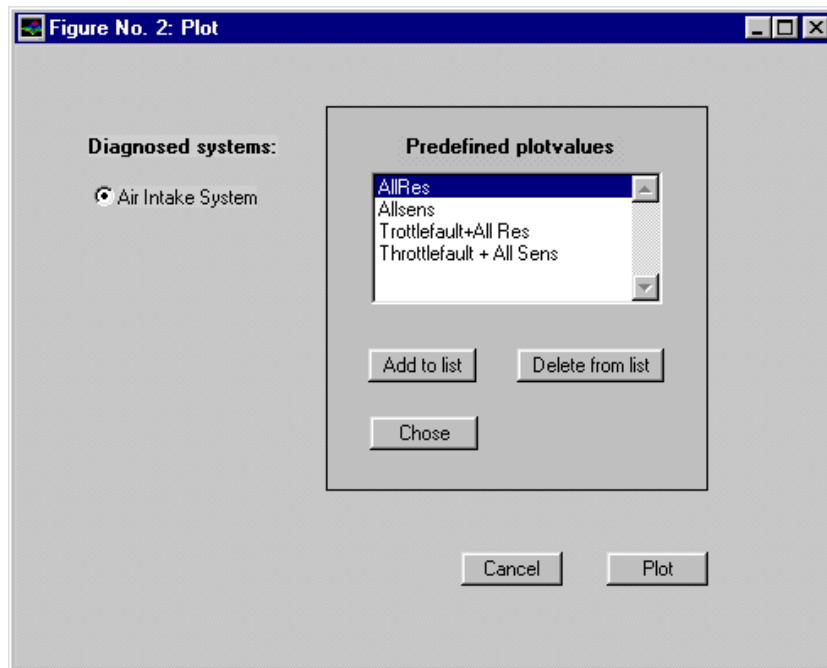 Figure No. 2: Plot
Diagnosed systems:
Air Intake System
Predefined plotvalues
AllRes
Allsens
Trottlefault+All Res
Throttlefault + All Sens
Add to list
Delete from list
Chose
Cancel
Plot